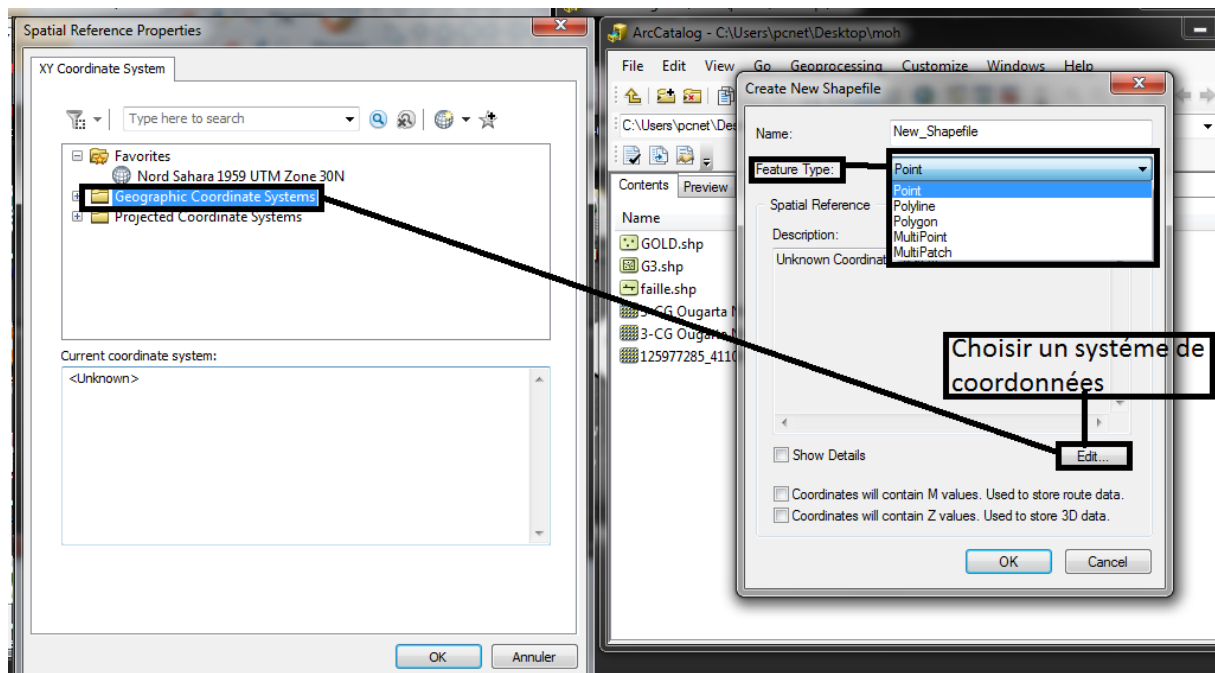 Spatial Reference Properties
XY Coordinate System
Type here to search
Favorites
Nord Sahara 1959 UTM Zone 30N
Geographic Coordinate Systems
Projected Coordinate Systems
Current coordinate system:
<Unknown>
OK
Annuler
ArcCatalog - C:\Users\pcnet\Desktop\moh
File Edit View Go Geoprocessing Customize Windows Help
C:\Users\pcnet\Des
Contents Preview
Name
GOLD.shp
G3.shp
faille.shp
3-CG Ougarta N
3-CG Ougarta N
125977285_4110
Create New Shapefile
Name:
New_Shapefile
Feature Type:
Point
Point
Polyline
Polygon
MultiPoint
MultiPatch
Spatial Reference
Description:
Unknown Coordinat
Choisir un systéme de
coordonnées
Show Details
Edit...
Coordinates will contain M values. Used to store route data.
Coordinates will contain Z values. Used to store 3D data.
OK
Cancel